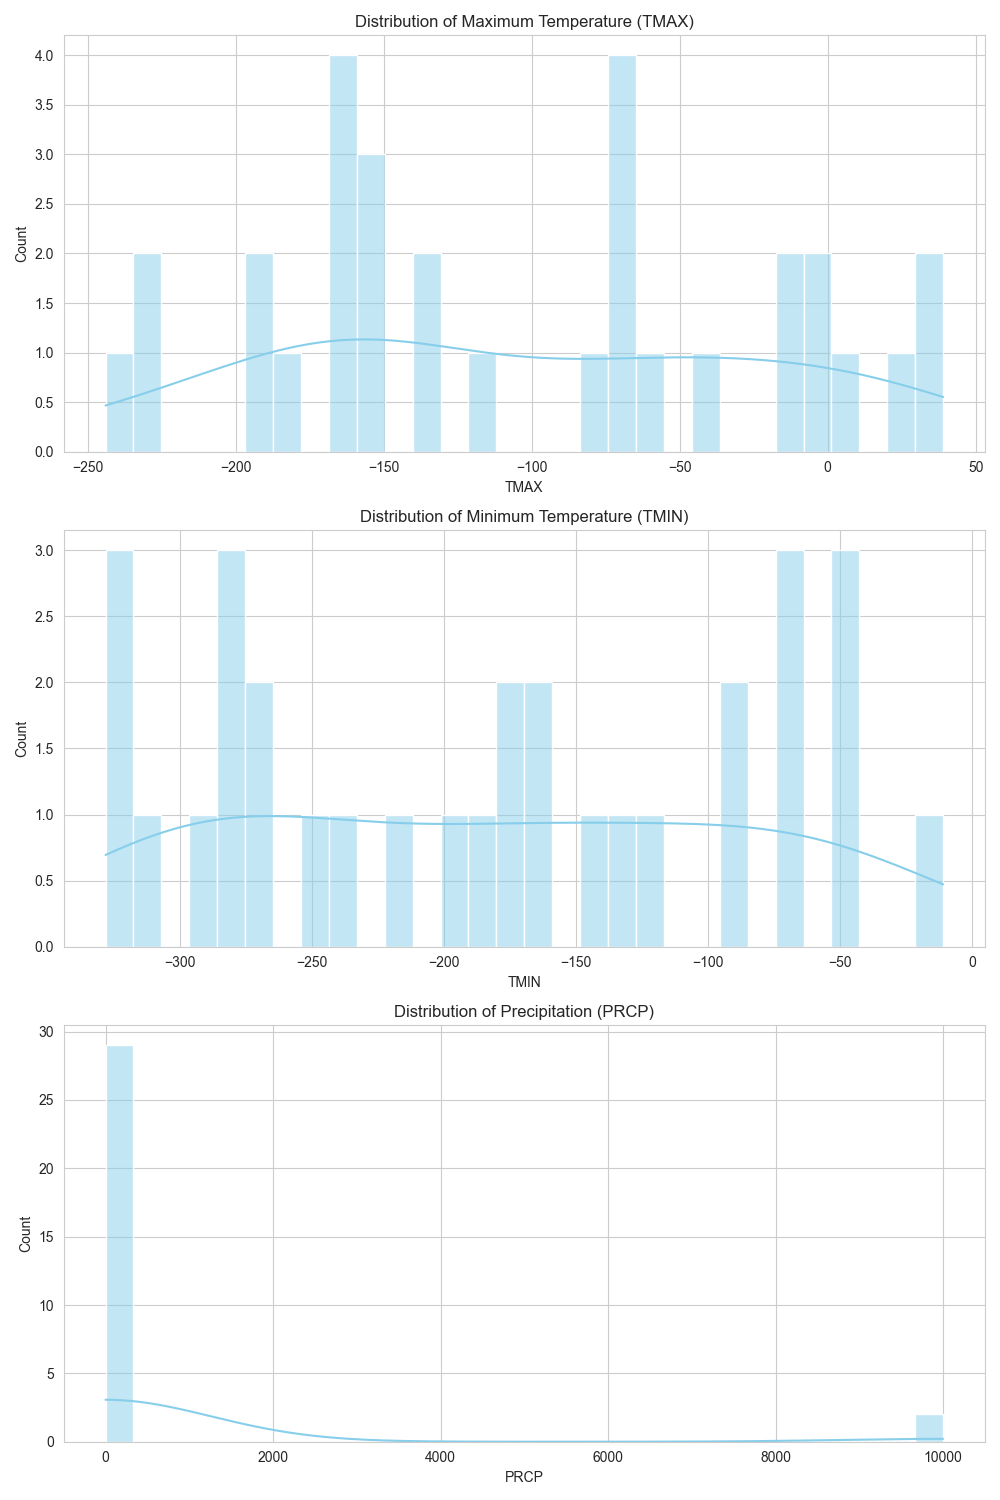 Distribution of Maximum Temperature (TMAX)
4.0
3.5
3.0
2.5
2.0
1.5
1.0
0.5
0.0
Count
−250 −200 −150 −100 −50 0 50
TMAX
Distribution of Minimum Temperature (TMIN)
3.0
2.5
2.0
1.5
1.0
0.5
0.0
Count
−300 −250 −200 −150 −100 −50 0
TMIN
Distribution of Precipitation (PRCP)
30
25
20
15
10
5
0
Count
0 2000 4000 6000 8000 10000
PRCP